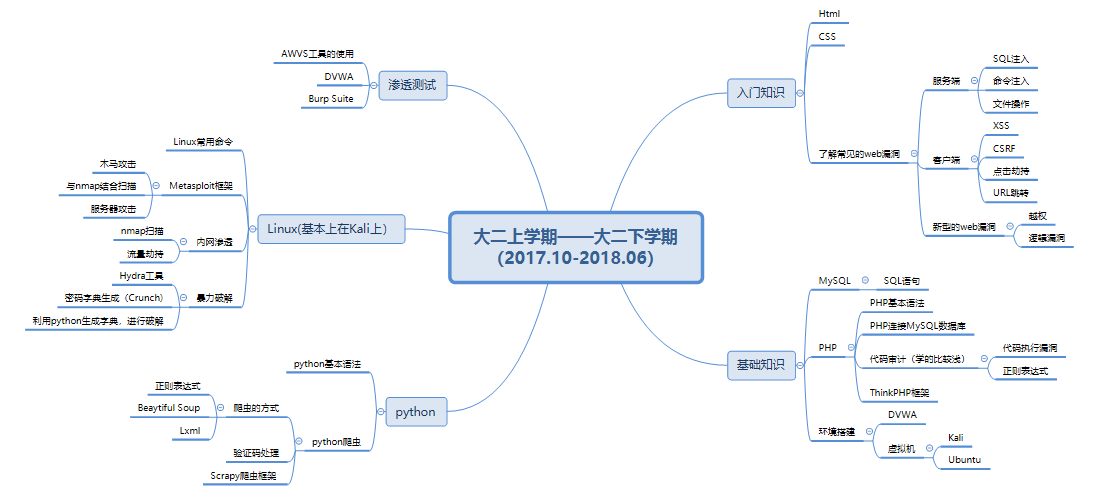 大二上学期——大二下学期
（2017.10-2018.06）
入门知识
Html
CSS
了解常见的web漏洞
服务端
SQL注入
命令注入
文件操作
客户端
XSS
CSRF
点击劫持
URL跳转
新型的web漏洞
越权
逻辑漏洞
基础知识
MySQL
SQL语句
PHP
PHP基本语法
PHP连接MySQL数据库
代码审计（学的比较浅）
代码执行漏洞
正则表达式
ThinkPHP框架
环境搭建
DVWA
虚拟机
Kali
Ubuntu
渗透测试
AWVS工具的使用
DVWA
Burp Suite
Linux(基本上在Kali上）
Linux常用命令
Metasploit框架
木马攻击
与nmap结合扫描
服务器攻击
内网渗透
nmap扫描
流量劫持
暴力破解
Hydra工具
密码字典生成（Crunch）
利用python生成字典，进行破解
python
python基本语法
python爬虫
爬虫的方式
正则表达式
Beaytiful Soup
Lxml
验证码处理
Scrapy爬虫框架